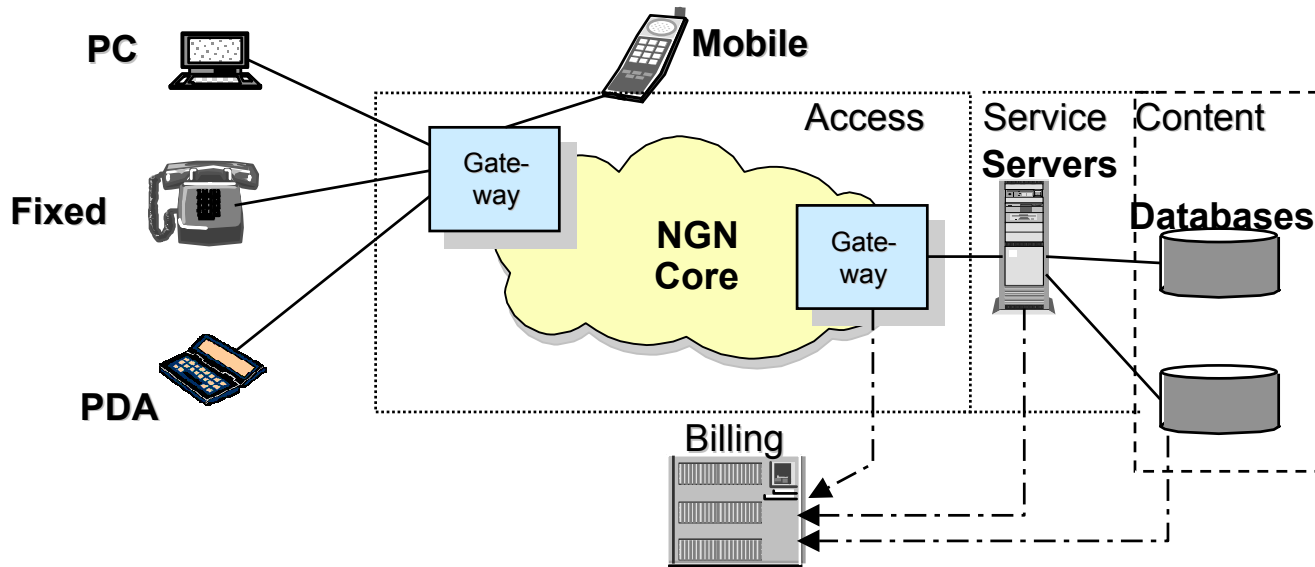 PC
Mobile
Access
Service
Content
Servers
Gate-
way
Databases
Fixed
NGN
Core
Gate-
way
PDA
Billing